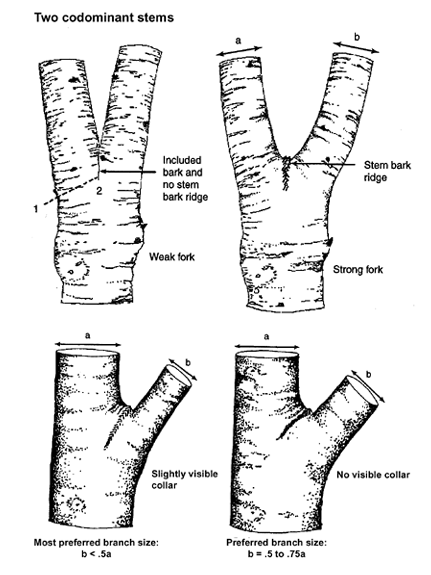 Two codominant stems
a
b
Included
bark and
no stem
bark ridge
Stem bark
ridge
1
2
Weak fork
Strong fork
a
b
a
b
Slightly visible
collar
No visible collar
Most preferred branch size:
b < .5a
Preferred branch size:
b = .5 to .75a